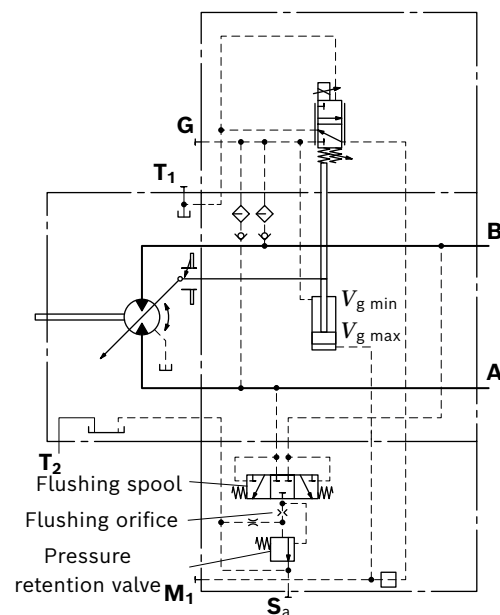 G
T1
B
Vg min
Vg max
A
T2
Flushing spool
Flushing orifice
Pressure
retention valve
M1
Sa